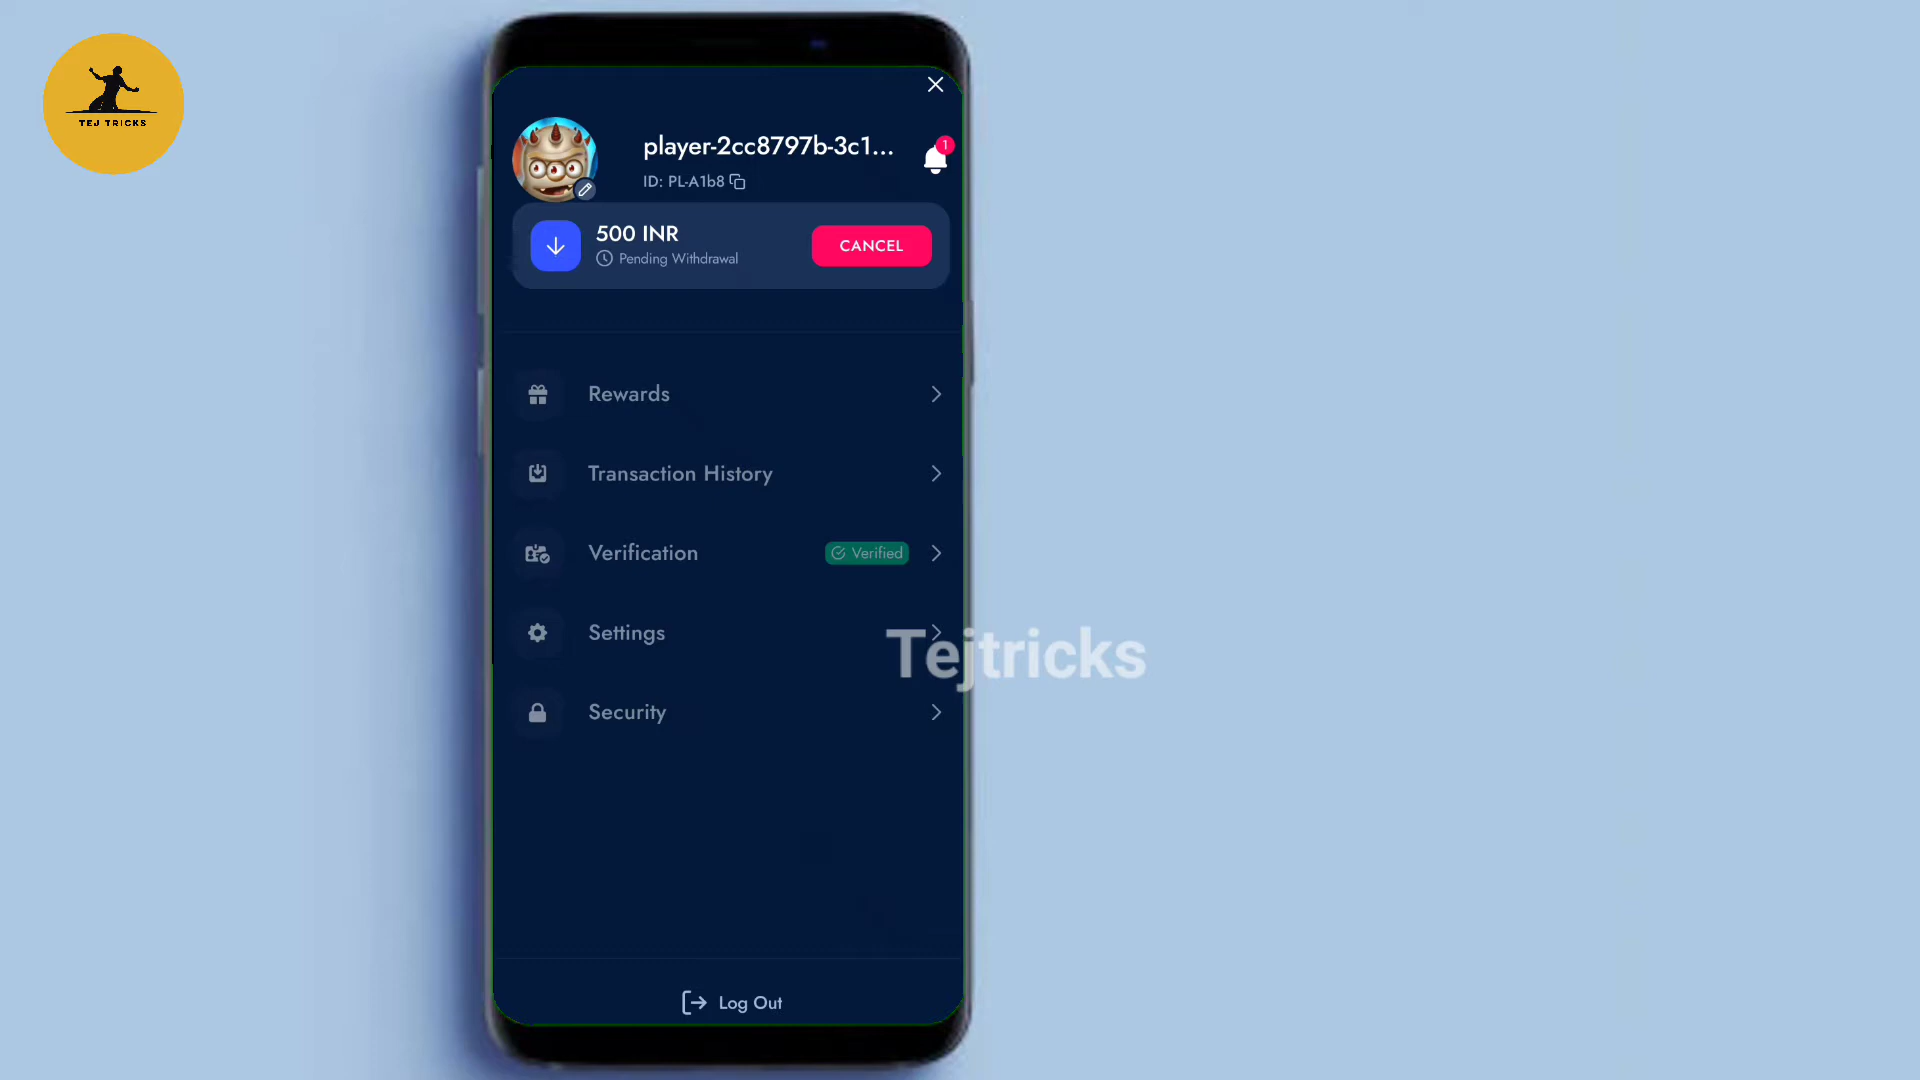 TEJ TRICKS
player-2cc8797b-3c1...
1
ID: PL-A1b8
500 INR
Pending Withdrawal
CANCEL
Rewards
Transaction History
Verification
Verified
Settings
Tejtricks
Security
Log Out